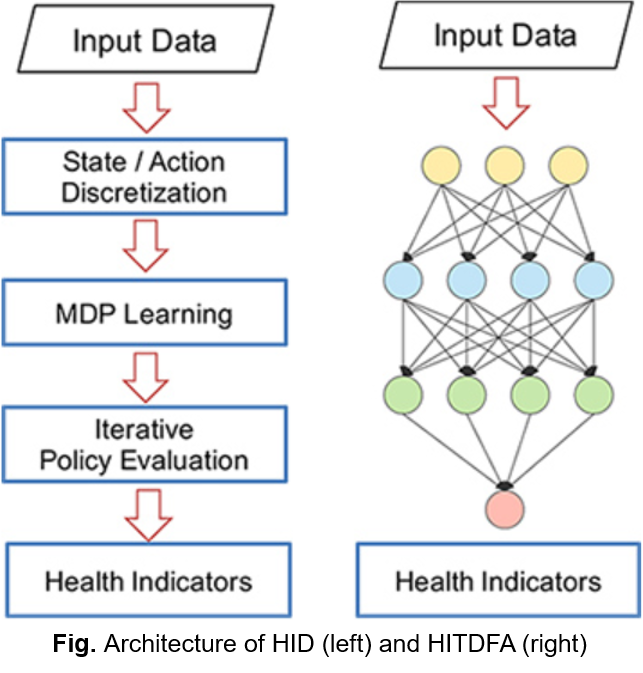 Input Data
State / Action
Discretization
MDP Learning
Iterative
Policy Evaluation
Health Indicators
Input Data
Health Indicators
Fig. Architecture of HID (left) and HITDFA (right)